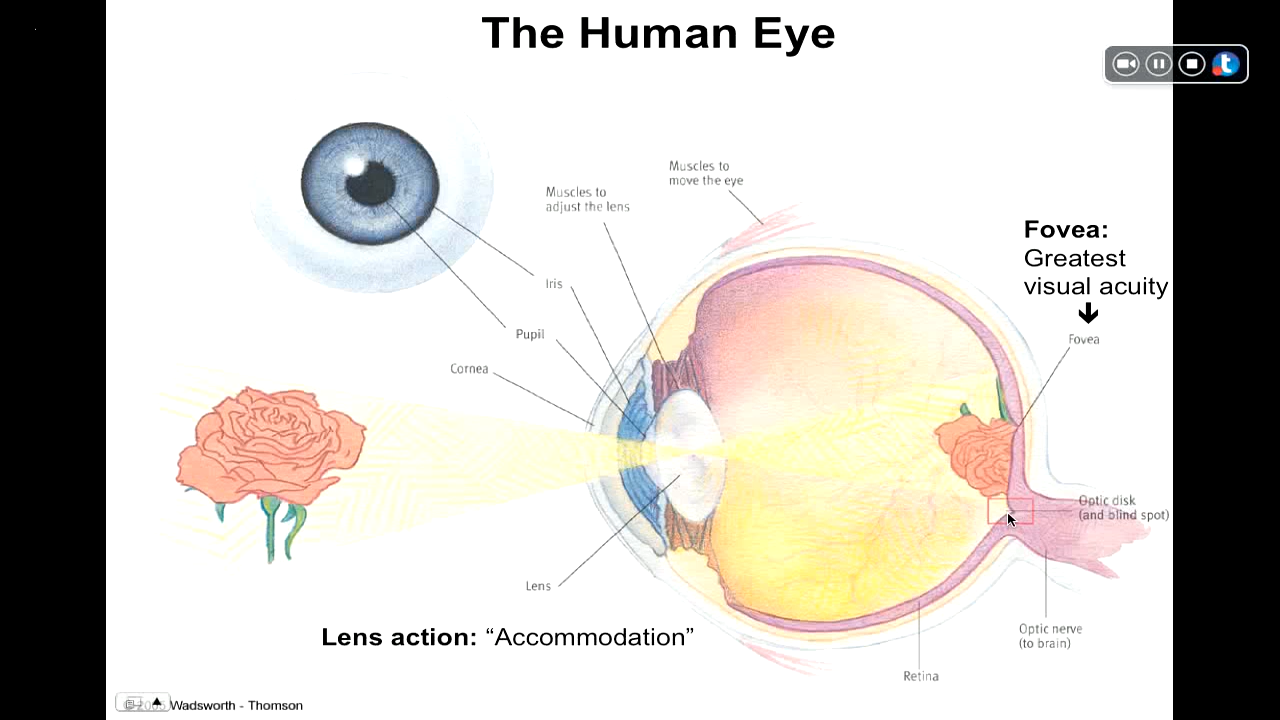 The Human Eye
Muscles to
move the eye
Muscles to
adjust the lens
Fovea:
Greatest
visual acuity
Iris
Pupil
Fovea
Cornea
Optic disk
(and blind spot)
Lens
Optic nerve
(to brain)
Lens action: “Accommodation”
Retina
Wadsworth - Thomson